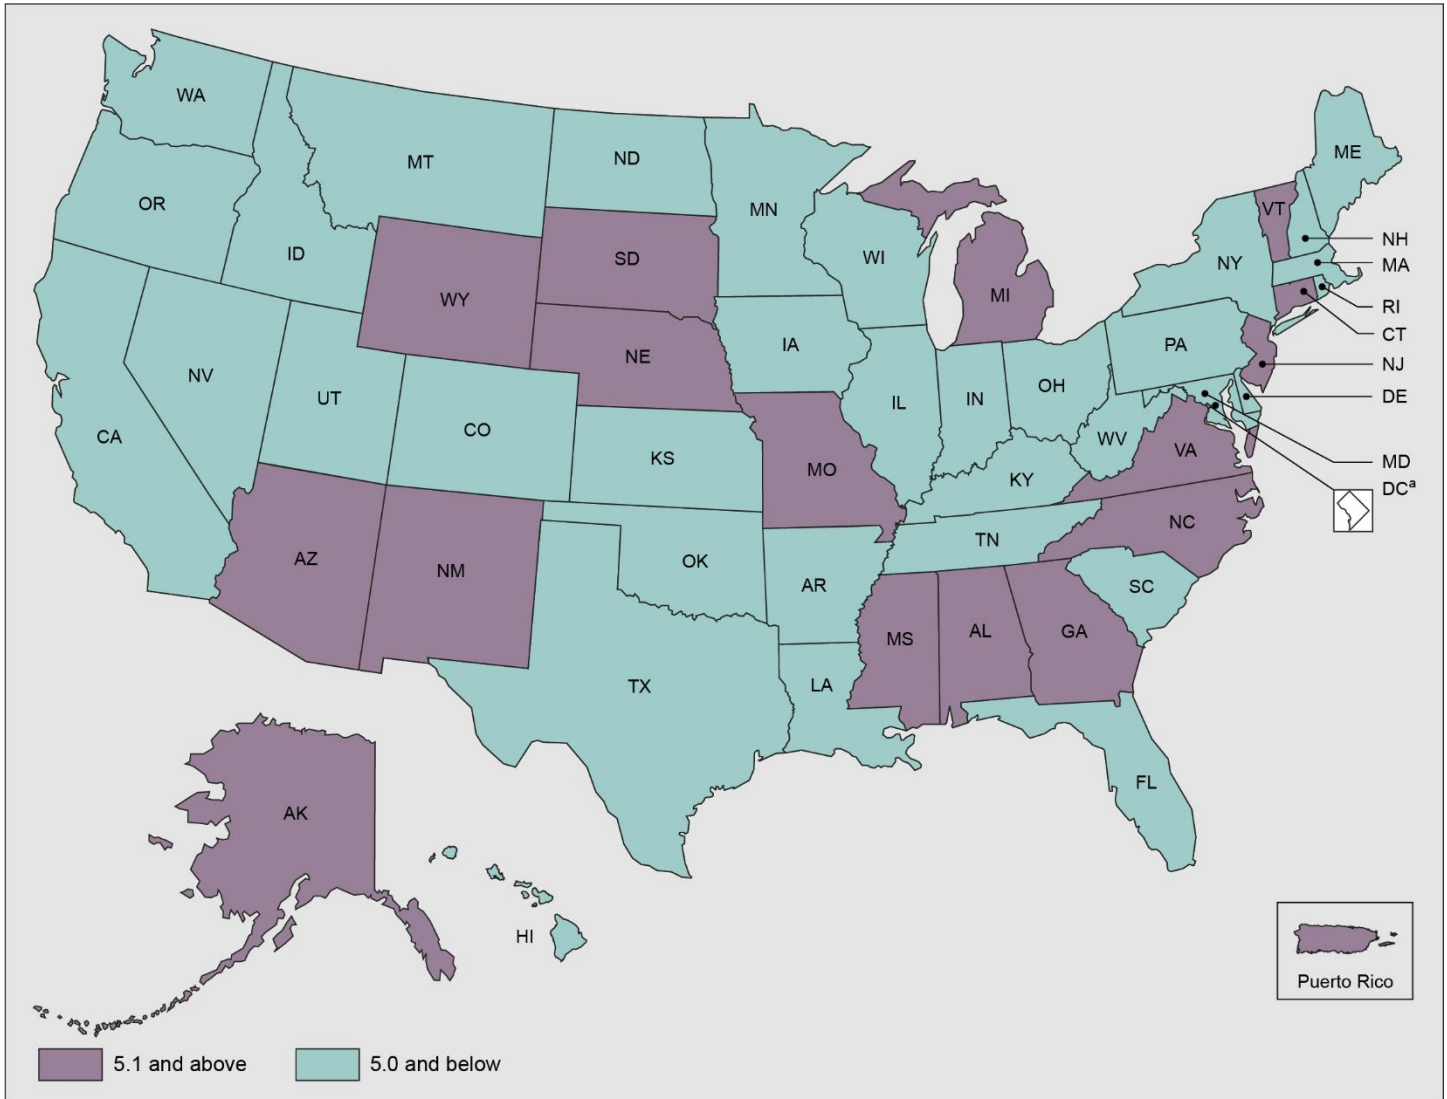 WA
MT
ND
ME
OR
MN
VT
ID
SD
WI
NY
NH
MA
WY
MI
RI
CT
NE
IA
PA
NJ
NV
UT
OH
IL
IN
DE
CA
CO
WV
KS
MO
KY
VA
MD
DCª
NC
AZ
NM
OK
TN
AR
SC
MS
AL
GA
TX
LA
FL
AK
HI
Puerto Rico
5.1 and above
5.0 and below